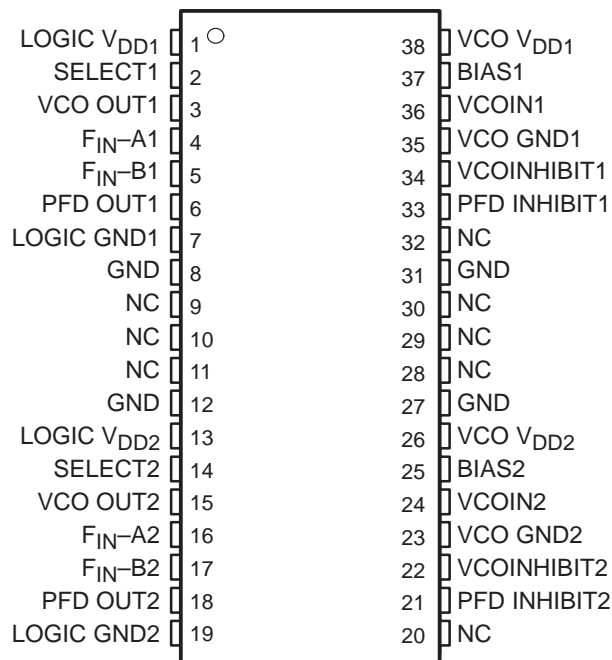 LOGIC VDD1 1 38 VCO VDD1
SELECT1 2 37 BIAS1
VCO OUT1 3 36 VCOIN1
FIN–A1 4 35 VCO GND1
FIN–B1 5 34 VCOINHIBIT1
PFD OUT1 6 33 PFD INHIBIT1
LOGIC GND1 7 32 NC
GND 8 31 GND
NC 9 30 NC
NC 10 29 NC
NC 11 28 NC
GND 12 27 GND
LOGIC VDD2 13 26 VCO VDD2
SELECT2 14 25 BIAS2
VCO OUT2 15 24 VCOIN2
FIN–A2 16 23 VCO GND2
FIN–B2 17 22 VCOINHIBIT2
PFD OUT2 18 21 PFD INHIBIT2
LOGIC GND2 19 20 NC